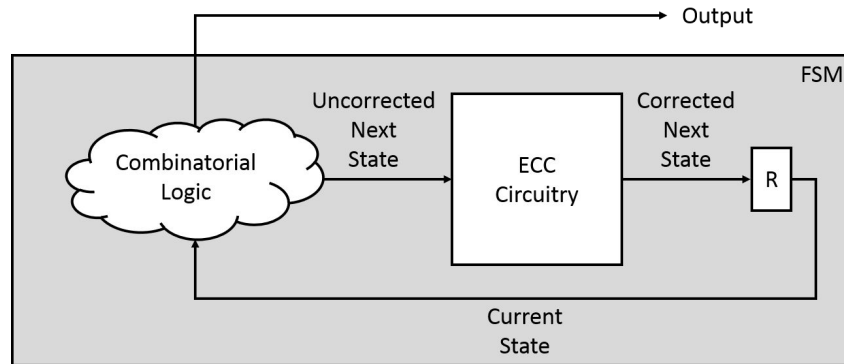 Output
FSM
Uncorrected
Next
State
Corrected
Next
State
Combinatorial
Logic
ECC
Circuitry
R
Current
State